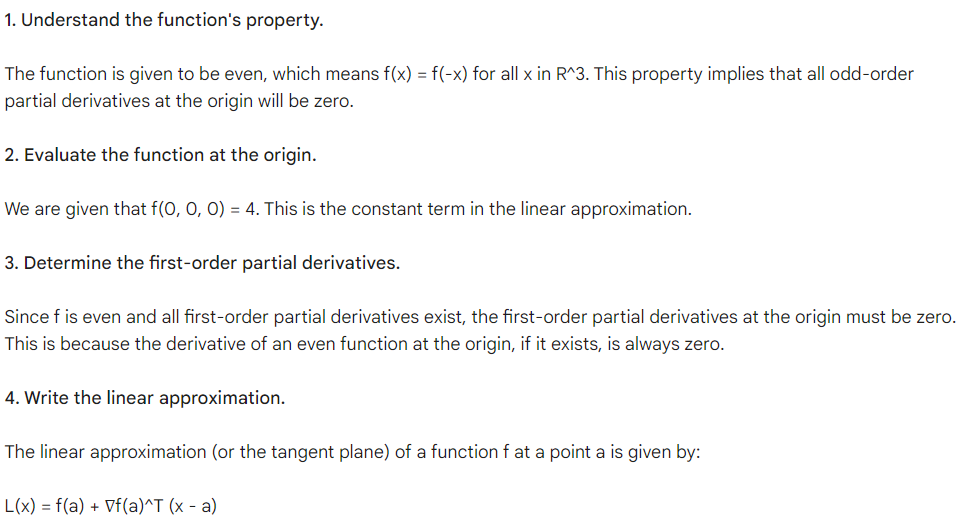 1. Understand the function's property.
The function is given to be even, which means f(x) = f(-x) for all x in R^3. This property implies that all odd-order
partial derivatives at the origin will be zero.
2. Evaluate the function at the origin.
We are given that f(0, 0, 0) = 4. This is the constant term in the linear approximation.
3. Determine the first-order partial derivatives.
Since f is even and all first-order partial derivatives exist, the first-order partial derivatives at the origin must be zero.
This is because the derivative of an even function at the origin, if it exists, is always zero.
4. Write the linear approximation.
The linear approximation (or the tangent plane) of a function f at a point a is given by:
L(x) = f(a) + ∇f(a)^T (x - a)